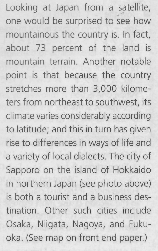 Looking at Japan from a satellite,
one would be surprised to see how
mountainous the country is. In fact,
about 73 percent of the land is
mountain terrain. Another notable
point is that because the country
stretches more than 3,000 kilome-
ters from northeast to southwest, its
climate varies considerably according
to latitude, and this in turn has given
rise to differences in ways of life and
a variety of local dialects. The city of
Sapporo on the island of Hokkaido
in northern Japan (see photo above)
is both a tourist and a business des-
tination. Other such cities include
Osaka, Niigata, Nagoya, and Fuku-
oka. (See map on front end paper.)